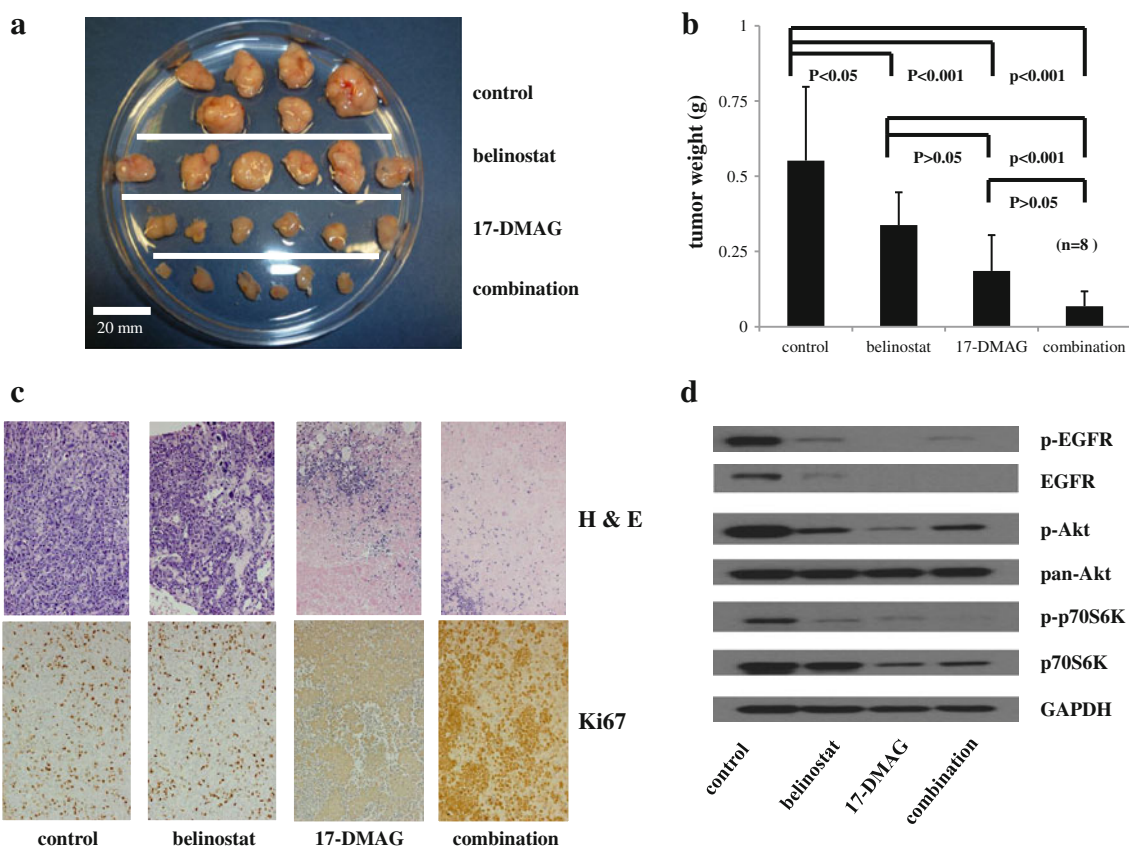 a
control
belinostat
17-DMAG
combination
20 mm
b
tumor weight (g)
1
0.75
0.5
0.25
0
P<0.05
P<0.001
p<0.001
P>0.05
p<0.001
P>0.05
(n=8 )
control
belinostat
17-DMAG
combination
c
H & E
Ki67
control
belinostat
17-DMAG
combination
d
p-EGFR
EGFR
p-Akt
pan-Akt
p-p70S6K
p70S6K
GAPDH
control
belinostat
17-DMAG
combination